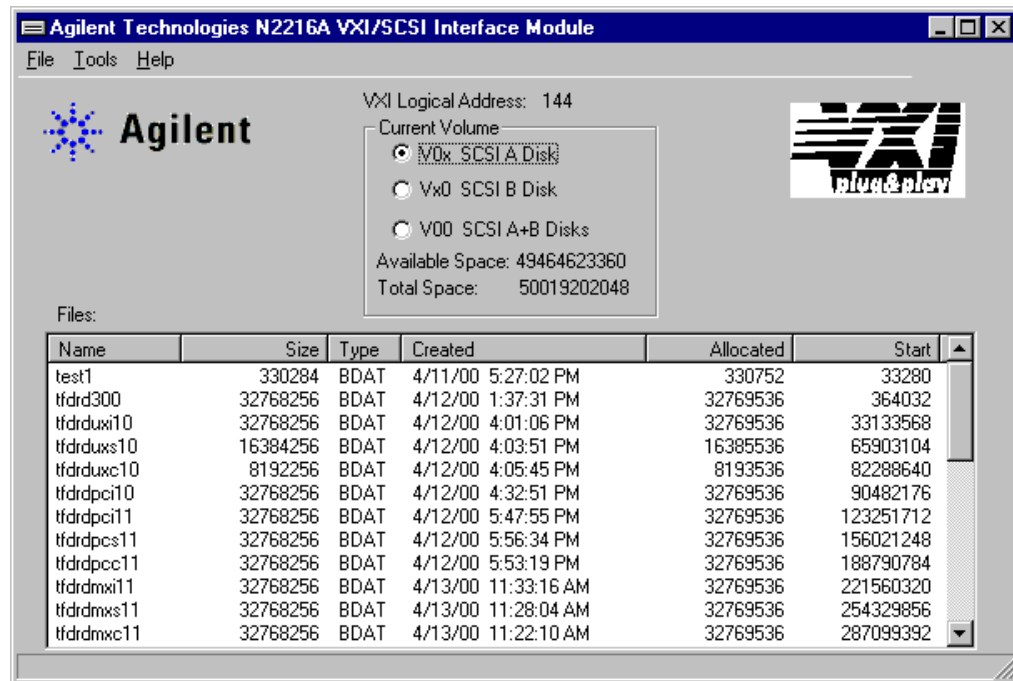 Agilent Technologies N2216A VXI/SCSI Interface Module
File Tools Help
Agilent
VXI Logical Address: 144
Current Volume
V0x SCSI A Disk
Vx0 SCSI B Disk
V00 SCSI A+B Disks
Available Space: 49464623360
Total Space: 50019202048
VXI
plug&play
Files:
Name Size Type Created Allocated Start
test1 330284 BDAT 4/11/00 5:27:02 PM 330752 33280
tfdrd300 32768256 BDAT 4/12/00 1:37:31 PM 32769536 364032
tfdrduxi10 32768256 BDAT 4/12/00 4:01:06 PM 32769536 33133568
tfdrduxs10 16384256 BDAT 4/12/00 4:03:51 PM 16385536 65903104
tfdrduxc10 8192256 BDAT 4/12/00 4:05:45 PM 8193536 82288640
tfdrdpci10 32768256 BDAT 4/12/00 4:32:51 PM 32769536 90482176
tfdrdpci11 32768256 BDAT 4/12/00 5:47:55 PM 32769536 123251712
tfdrdpcs11 32768256 BDAT 4/12/00 5:56:34 PM 32769536 156021248
tfdrdpcc11 32768256 BDAT 4/12/00 5:53:19 PM 32769536 188790784
tfdrdmxi11 32768256 BDAT 4/13/00 11:33:16 AM 32769536 221560320
tfdrdmxs11 32768256 BDAT 4/13/00 11:28:04 AM 32769536 254329856
tfdrdmxc11 32768256 BDAT 4/13/00 11:22:10 AM 32769536 287099392